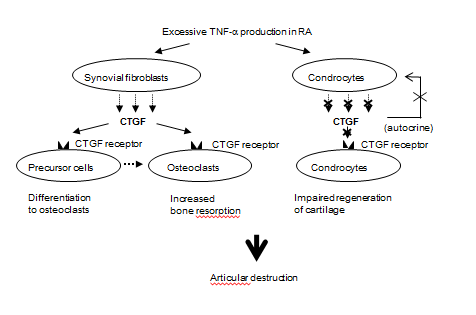 Excessive TNF-α production in RA
Synovial fibroblasts
Condrocytes
CTGF
CTGF
(autocrine)
CTGF receptor
CTGF receptor
CTGF receptor
Precursor cells
Osteoclasts
Condrocytes
Differentiation
to osteoclasts
Increased
bone resorption
Impaired regeneration
of cartilage
Articular destruction